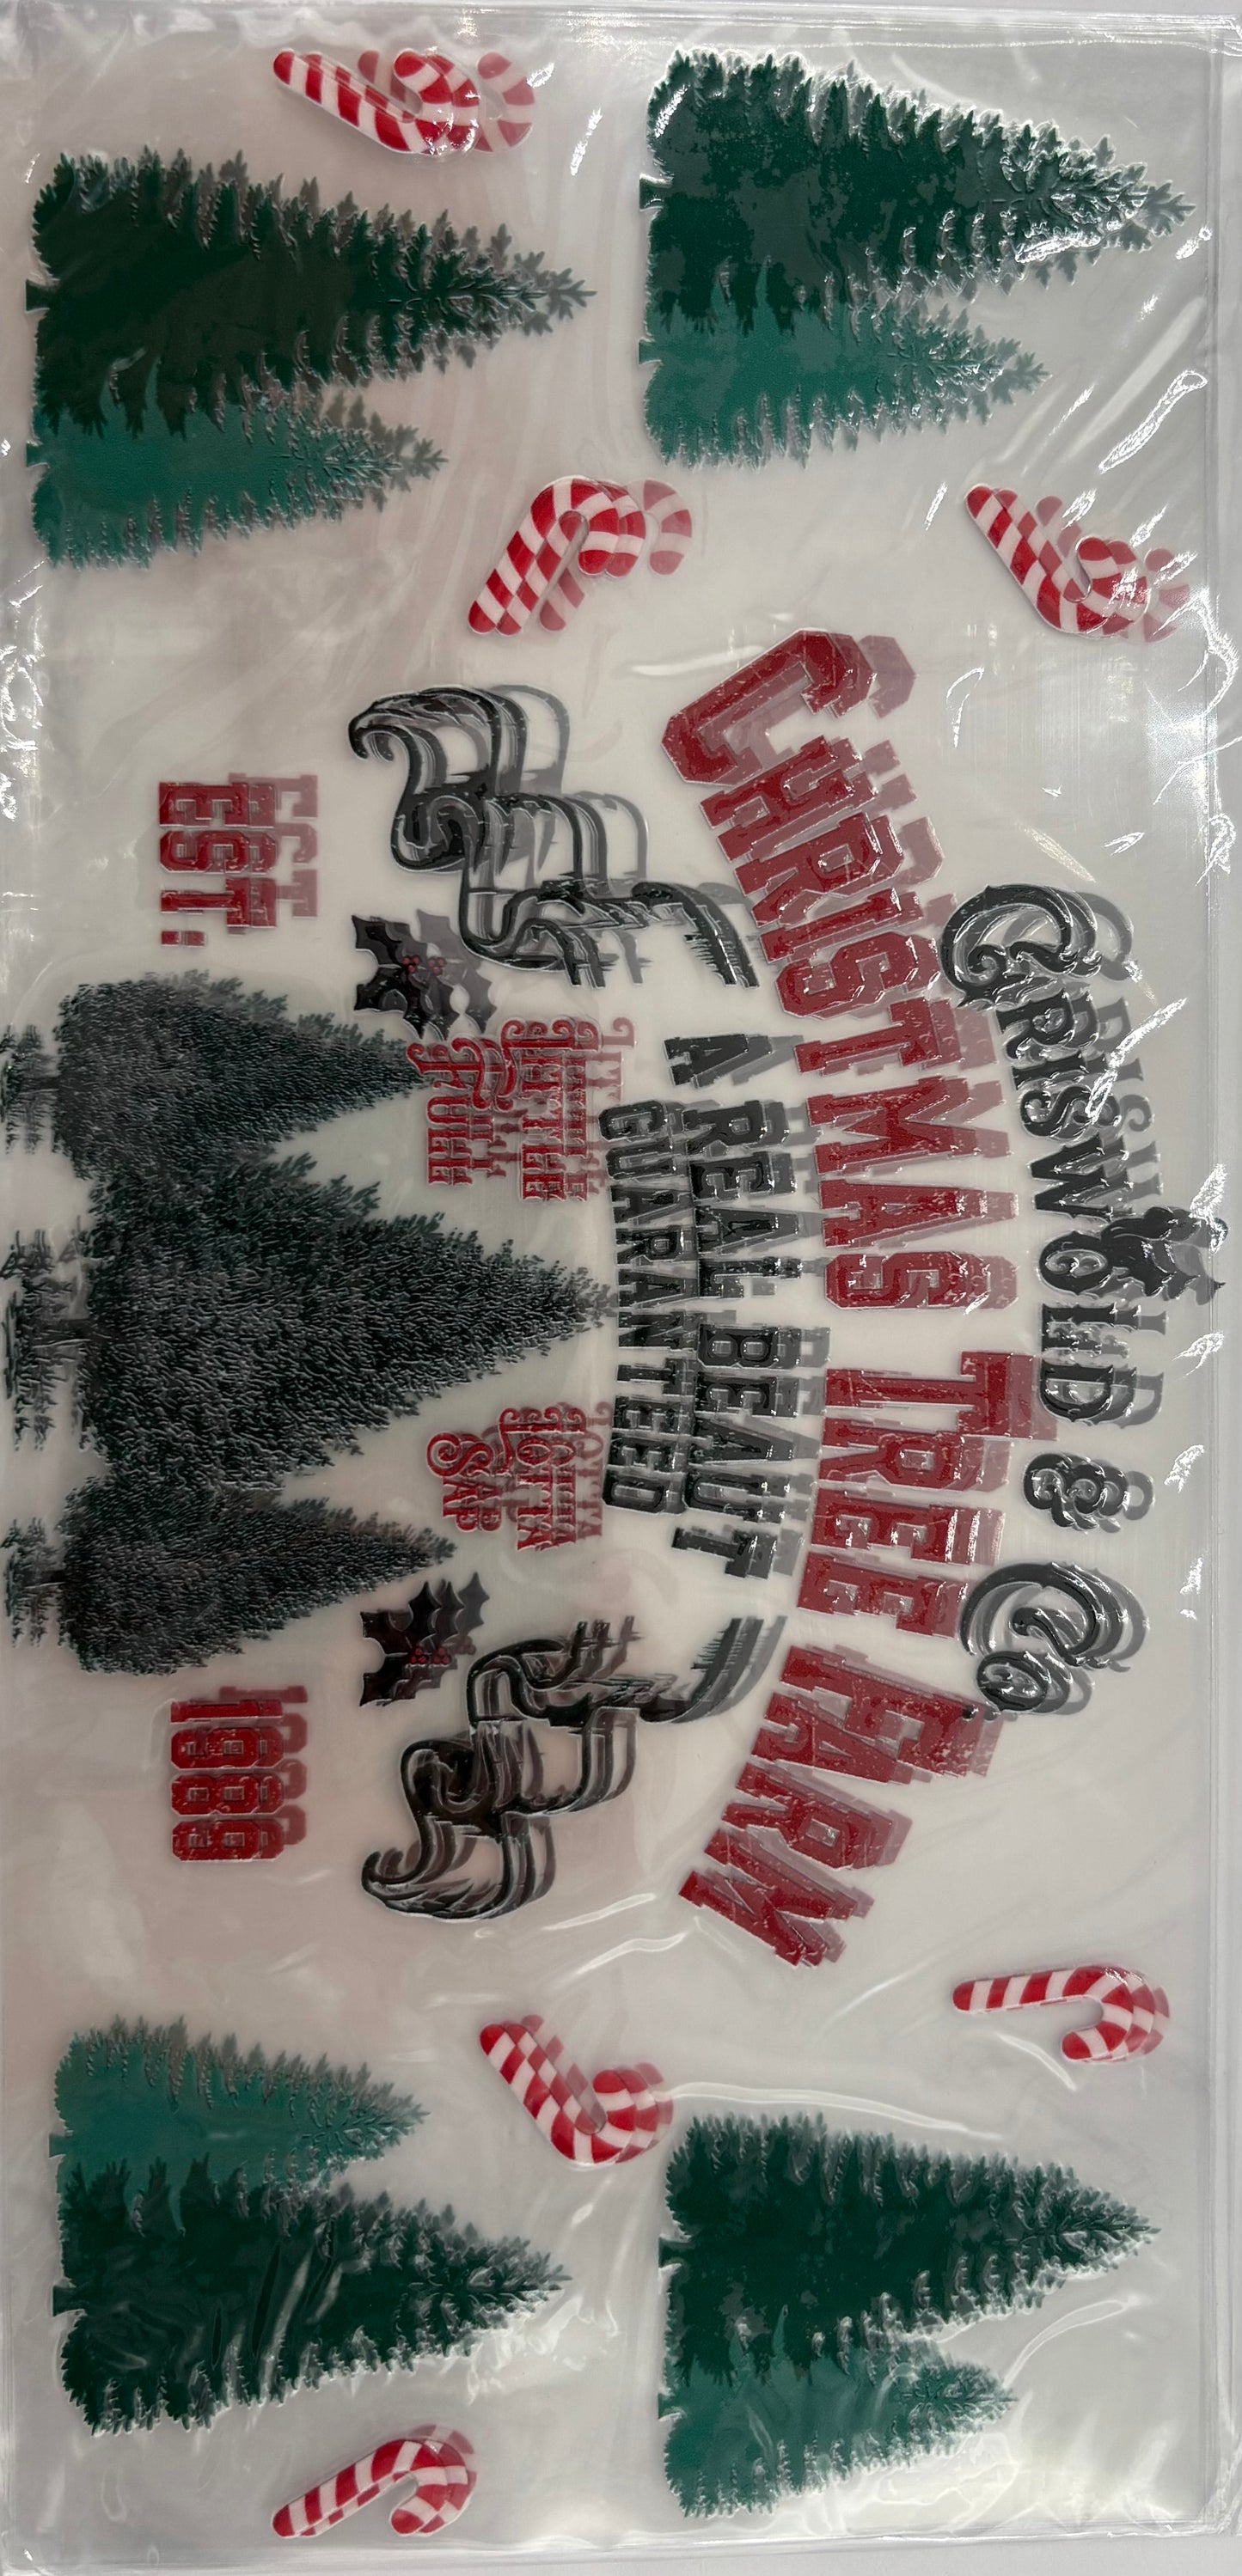 GRISWOLD & Co
CHRISTMAS TREE FARM
A REAL BEAUT
GUARANTEED
LITTLE
FULL
LOTTA
SAP
EST. 1989